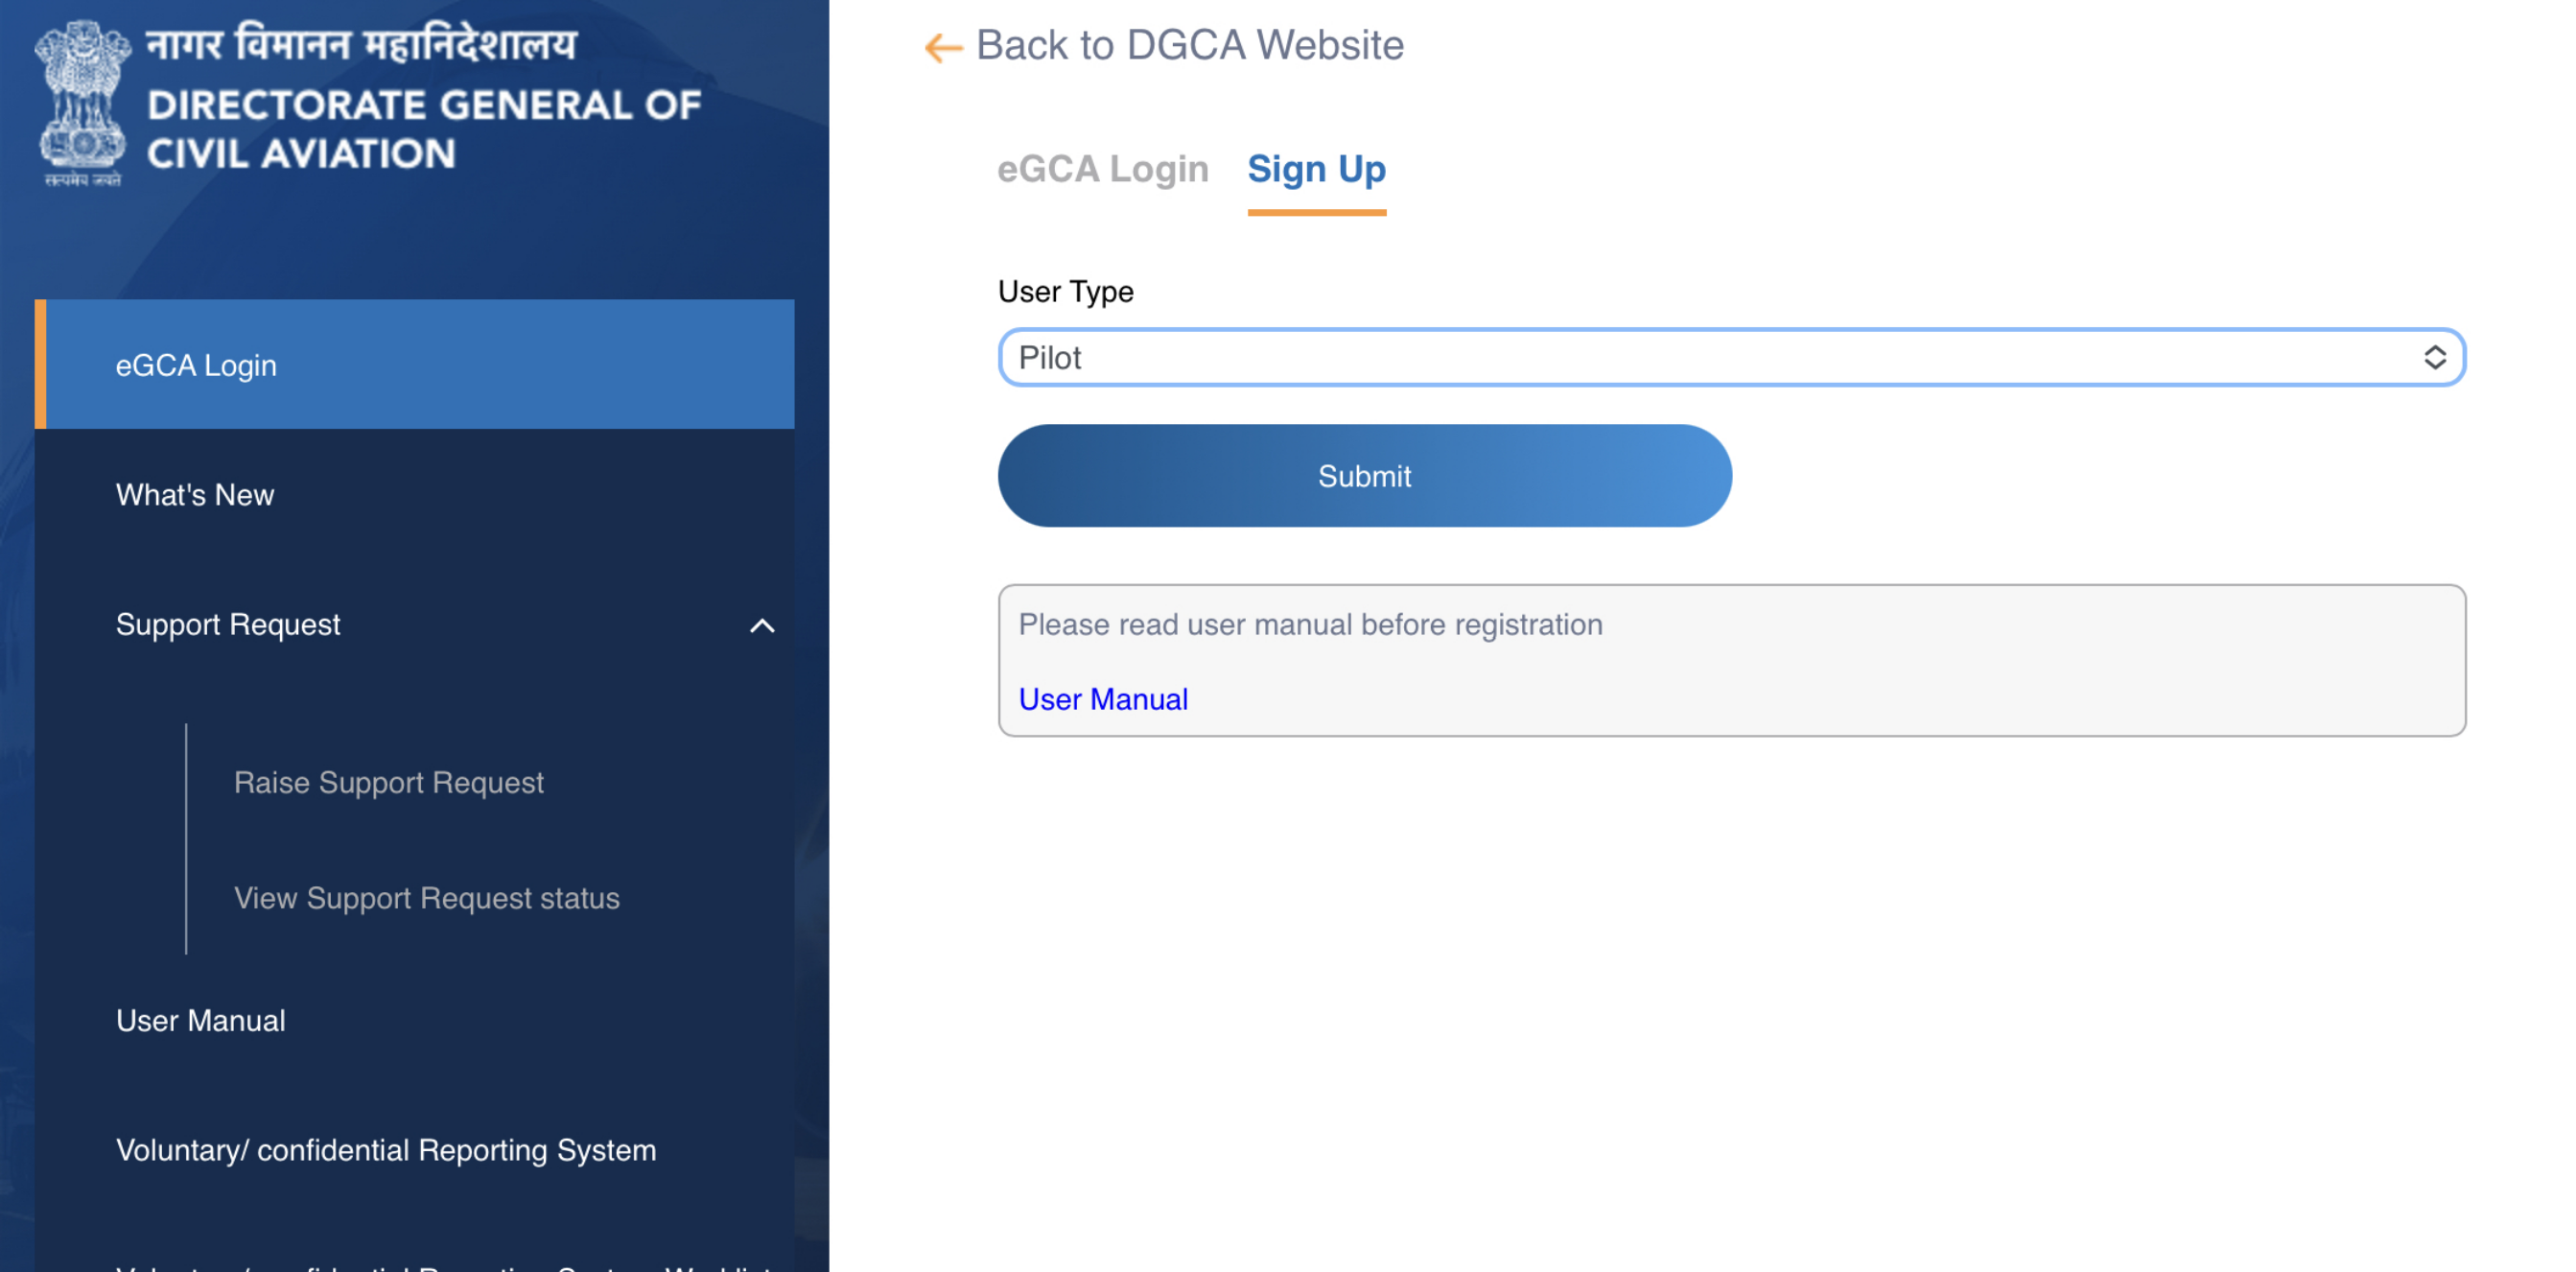 नागर विमानन महानिदेशालय
DIRECTORATE GENERAL OF
CIVIL AVIATION
सत्यमेव जयते
eGCA Login
What's New
Support Request
Raise Support Request
View Support Request status
User Manual
Voluntary/ confidential Reporting System
Back to DGCA Website
eGCA Login Sign Up
User Type
Pilot
Submit
Please read user manual before registration
User Manual